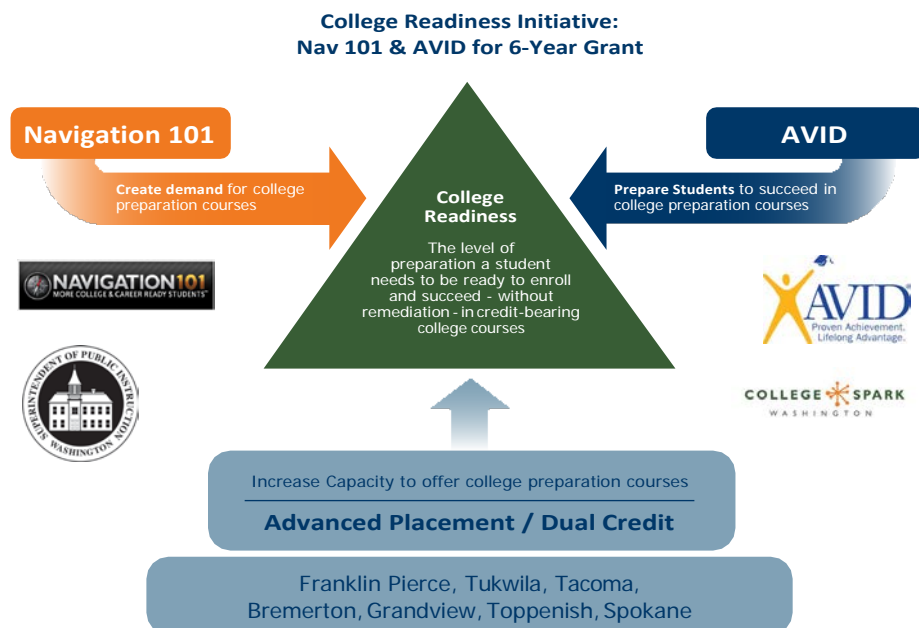 College Readiness Initiative:
Nav 101 & AVID for 6-Year Grant
Navigation 101
Create demand for college
preparation courses
AVID
Prepare Students to succeed in
college preparation courses
College
Readiness
The level of
preparation a student
needs to be ready to enroll
and succeed - without
remediation - in credit-bearing
college courses
NAVIGATION101
MORE COLLEGE & CAREER READY STUDENTS™
SUPERINTENDENT OF PUBLIC INSTRUCTION
WASHINGTON
AVID®
Proven Achievement.
Lifelong Advantage.
COLLEGE SPARK
WASHINGTON
Increase Capacity to offer college preparation courses
Advanced Placement / Dual Credit
Franklin Pierce, Tukwila, Tacoma,
Bremerton, Grandview, Toppenish, Spokane